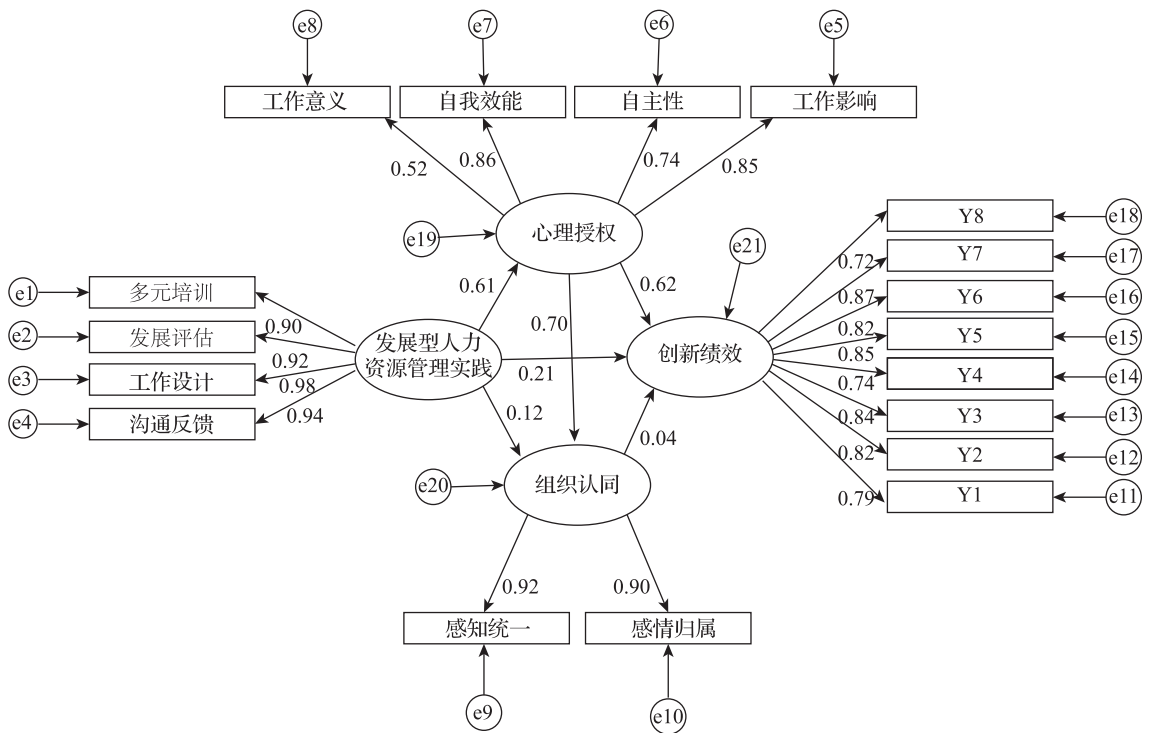 e8
e7
e6
e5
工作意义
自我效能
自主性
工作影响
0.52
0.86
0.74
0.85
心理授权
e19
e21
Y8
e18
0.72
Y7
e17
0.87
Y6
e16
0.82
Y5
e15
0.85
Y4
e14
0.74
Y3
e13
0.84
Y2
e12
0.82
Y1
e11
0.79
0.61
0.70
0.62
e1
多元培训
0.90
e2
发展评估
0.92
e3
工作设计
0.98
e4
沟通反馈
0.94
发展型人力
资源管理实践
0.21
创新绩效
0.12
0.04
e20
组织认同
0.92
0.90
感知统一
感情归属
e9
e10